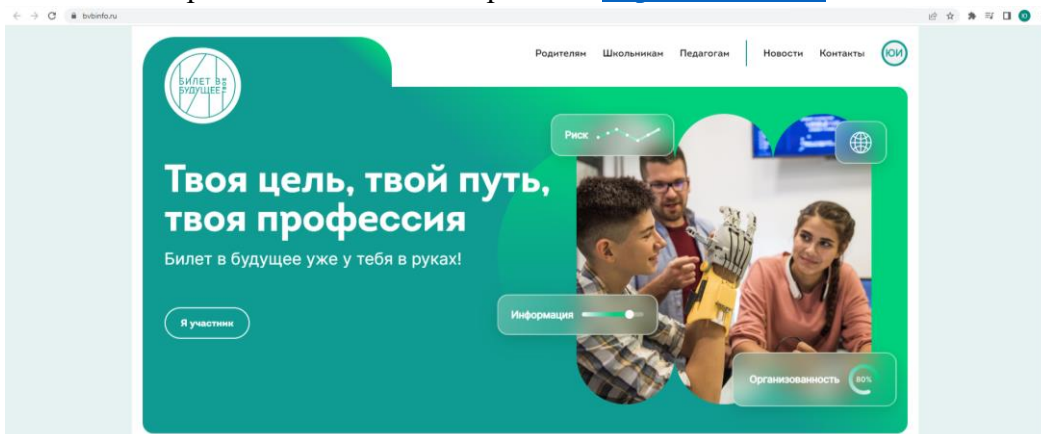 bvbinfo.ru
БИЛЕТ В
БУДУЩЕЕ
Родителям Школьникам Педагогам Новости Контакты ЮИ
Риск
Твоя цель, твой путь,
твоя профессия
Билет в будущее уже у тебя в руках!
Информация
Я участник
Организованность 80%